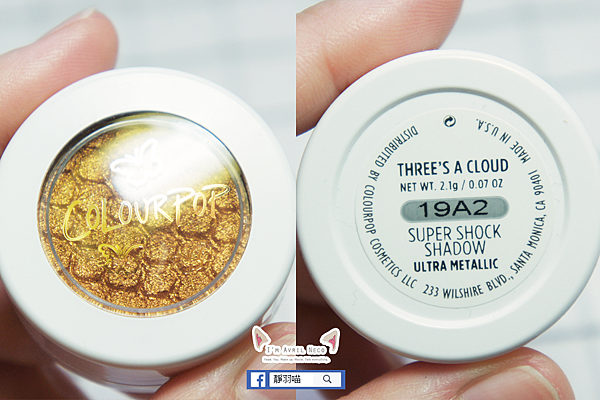 COLOURPOP
THREE'S A CLOUD
NET WT. 2.1g / 0.07 OZ
19A2
SUPER SHOCK
SHADOW
ULTRA METALLIC
DISTRIBUTED BY COLOURPOP COSMETICS LLC 233 WILSHIRE BLVD., SANTA MONICA, CA 90401 MADE IN U.S.A.
I'm Avril Neco
f 靜羽喵